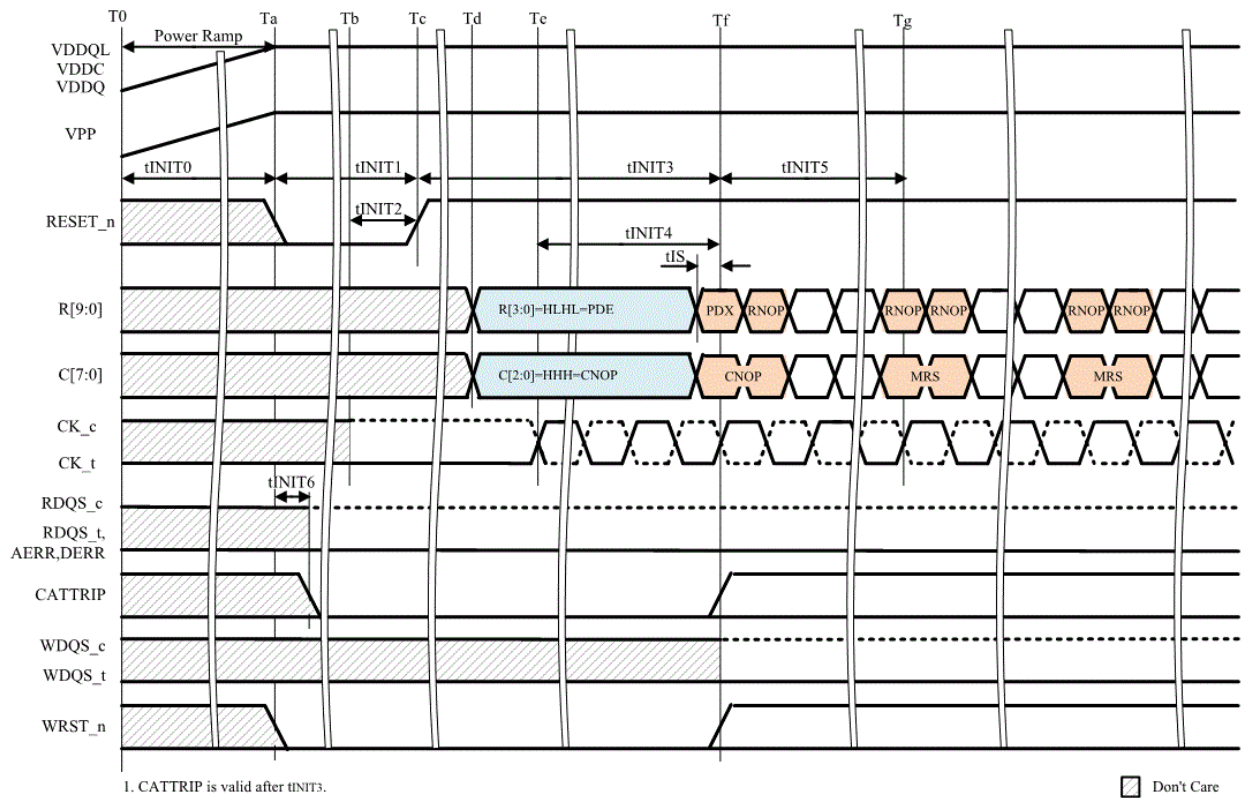 T0 Ta Tb Tc Td Te Tf Tg
Power Ramp
VDDQL
VDDC
VDDQ
VPP
tINIT0 tINIT1 tINIT3 tINIT5
RESET_n tINIT2
tINIT4
tIS
R[9:0] R[3:0]=HLHL=PDE PDX RNOP RNOP RNOP RNOP RNOP
C[7:0] C[2:0]=HHH=CNOP CNOP MRS MRS
CK_c
CK_t
tINIT6
RDQS_c
RDQS_t,
AERR,DERR
CATTRIP
WDQS_c
WDQS_t
WRST_n
1. CATTRIP is valid after tINIT3.
Don't Care